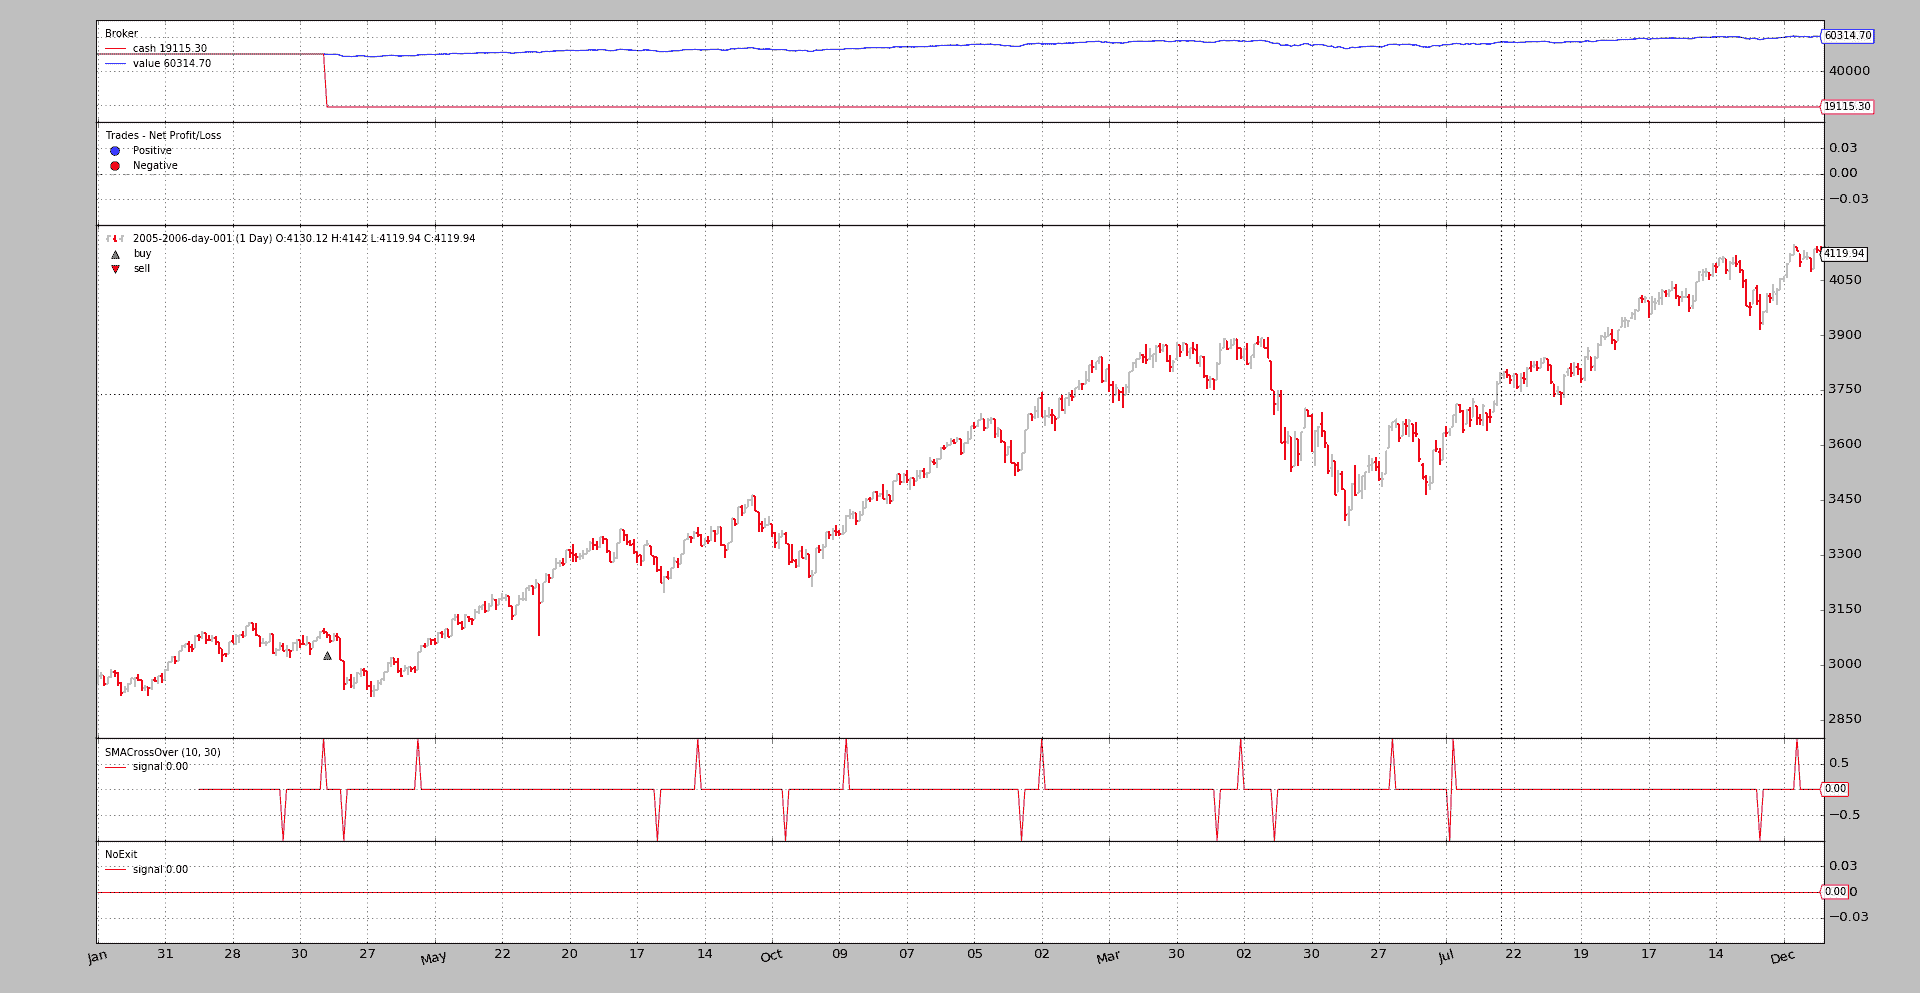 Broker
cash 19115.30
value 60314.70
60314.70
40000
19115.30
Trades - Net Profit/Loss
Positive
Negative
0.03
0.00
−0.03
2005-2006-day-001 (1 Day) O:4130.12 H:4142 L:4119.94 C:4119.94
buy
sell
4119.94
4050
3900
3750
3600
3450
3300
3150
3000
2850
SMACrossOver (10, 30)
signal 0.00
0.5
0.00
−0.5
NoExit
signal 0.00
0.03
0.00 0
−0.03
Jan 31 28 30 27 May 22 20 17 14 Oct 09 07 05 02 Mar 30 02 30 27 Jul 22 19 17 14 Dec